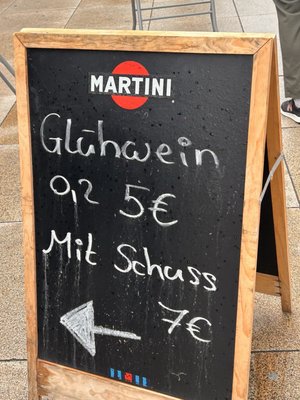 MARTINI
Glühwein
0,2 5€
Mit Schuss
7€